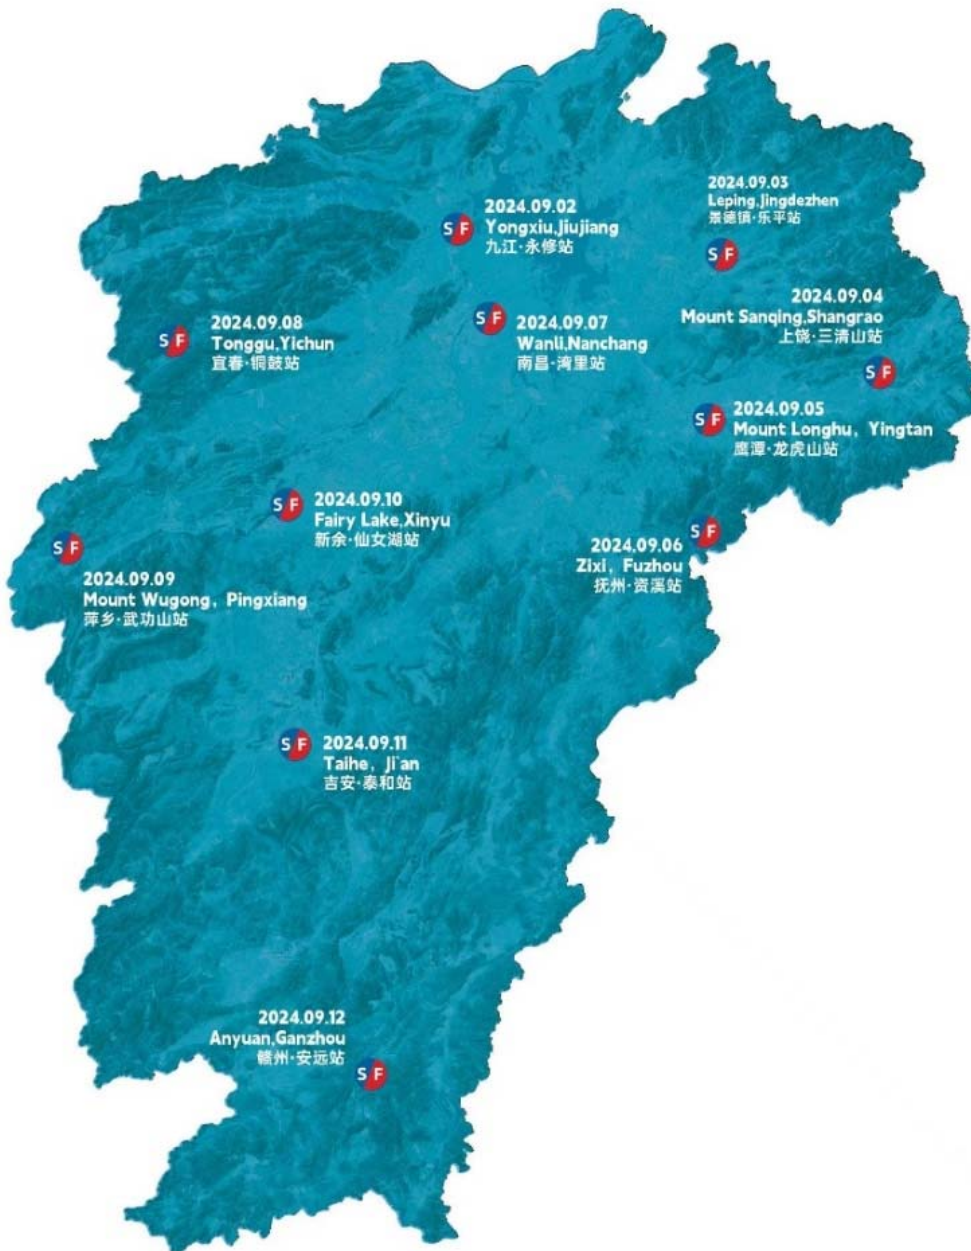 S F
2024.09.02
Yongxiu,Jiujiang
九江·永修站
S F
2024.09.03
Leping,Jingdezhen
景德镇·乐平站
S F
2024.09.04
Mount Sanqing,Shangrao
上饶·三清山站
S F
2024.09.08
Tonggu,Yichun
宜春·铜鼓站
S F
2024.09.07
Wanli,Nanchang
南昌·湾里站
S F
2024.09.05
Mount Longhu，Yingtan
鹰潭·龙虎山站
S F
2024.09.10
Fairy Lake,Xinyu
新余·仙女湖站
S F
2024.09.06
Zixi，Fuzhou
抚州·资溪站
S F
2024.09.09
Mount Wugong，Pingxiang
萍乡·武功山站
S F
2024.09.11
Taihe，Ji'an
吉安·泰和站
2024.09.12
Anyuan,Ganzhou
赣州·安远站
S F